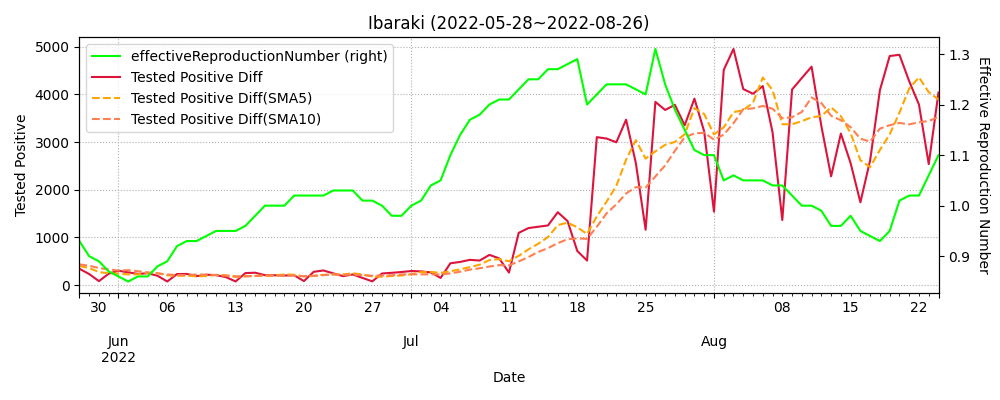 Ibaraki (2022-05-28~2022-08-26)
effectiveReproductionNumber (right)
Tested Positive Diff
Tested Positive Diff(SMA5)
Tested Positive Diff(SMA10)
Tested Positive
5000
4000
3000
2000
1000
0
1.3
1.2
1.1
1.0
0.9
Effective Reproduction Number
30 06 13 20 27 04 11 18 25 08 15 22
Jun Jul Aug
2022
Date